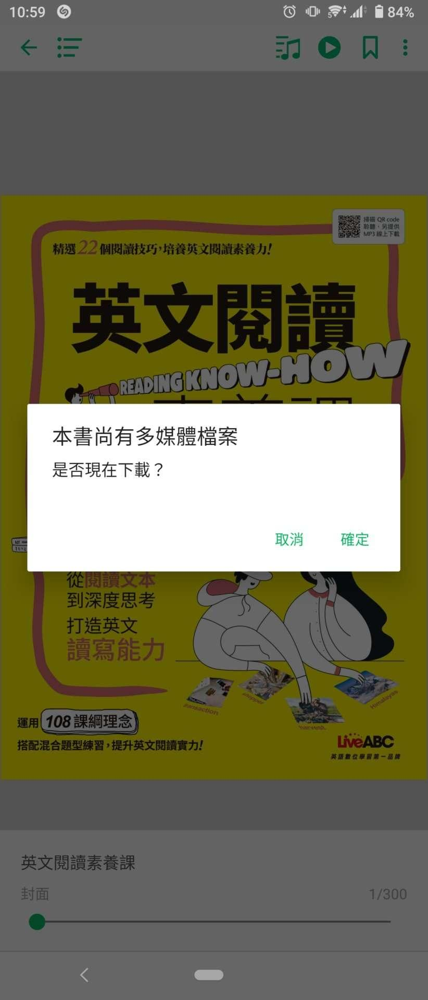 10:59
5
84%
掃描 QR code
聆聽，另提供
MP3 線上下載
精選22個閱讀技巧，培養英文閱讀素養力！
英文閱讀
READING KNOW-HOW
本書尚有多媒體檔案
是否現在下載？
取消 確定
從閱讀文本
到深度思考
打造英文
讀寫能力
transaction
shopper
harvest
Himalayas
運用 108課綱理念
搭配混合題型練習，提升英文閱讀實力！
LiveABC
英語數位學習第一品牌
英文閱讀素養課
封面 1/300